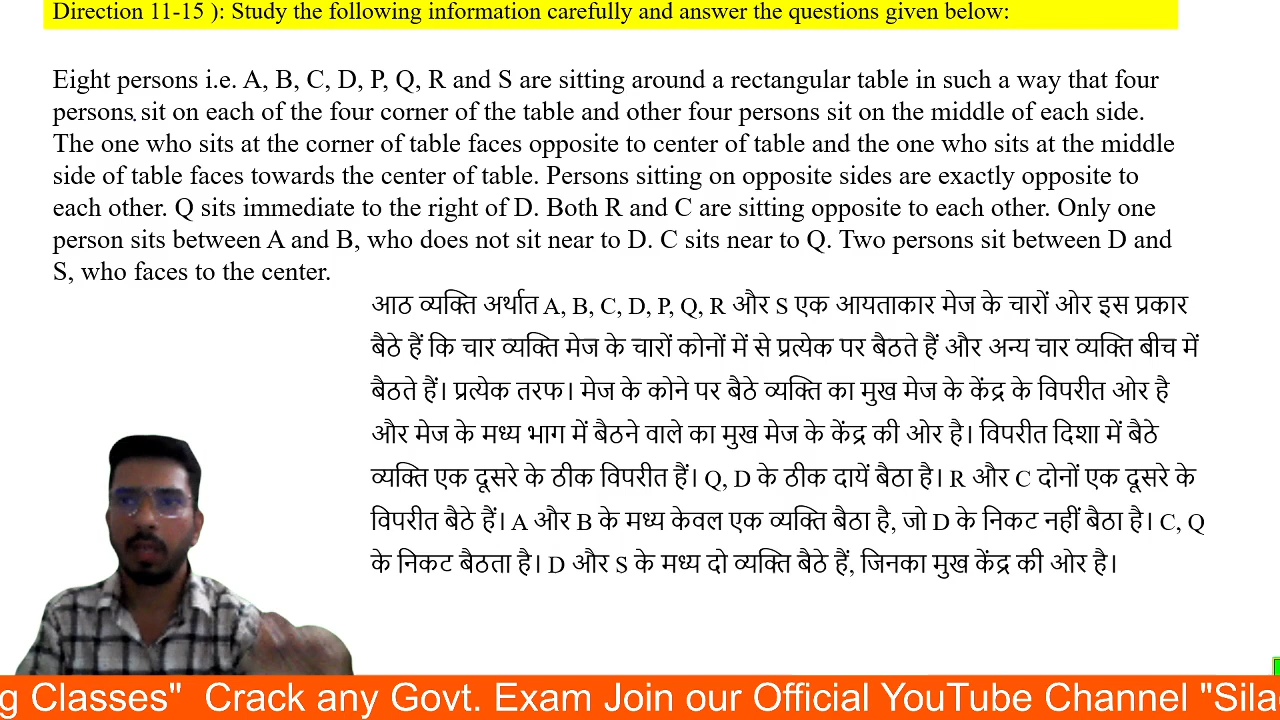 Direction 11-15 ): Study the following information carefully and answer the questions given below:
Eight persons i.e. A, B, C, D, P, Q, R and S are sitting around a rectangular table in such a way that four
persons sit on each of the four corner of the table and other four persons sit on the middle of each side.
The one who sits at the corner of table faces opposite to center of table and the one who sits at the middle
side of table faces towards the center of table. Persons sitting on opposite sides are exactly opposite to
each other. Q sits immediate to the right of D. Both R and C are sitting opposite to each other. Only one
person sits between A and B, who does not sit near to D. C sits near to Q. Two persons sit between D and
S, who faces to the center.
आठ व्यक्ति अर्थात A, B, C, D, P, Q, R और S एक आयताकार मेज के चारों ओर इस प्रकार
बैठे हैं कि चार व्यक्ति मेज के चारों कोनों में से प्रत्येक पर बैठते हैं और अन्य चार व्यक्ति बीच में
बैठते हैं। प्रत्येक तरफ। मेज के कोने पर बैठे व्यक्ति का मुख मेज के केंद्र के विपरीत ओर है
और मेज के मध्य भाग में बैठने वाले का मुख मेज के केंद्र की ओर है। विपरीत दिशा में बैठे
व्यक्ति एक दूसरे के ठीक विपरीत हैं। Q, D के ठीक दायें बैठा है। R और C दोनों एक दूसरे के
विपरीत बैठे हैं। A और B के मध्य केवल एक व्यक्ति बैठा है, जो D के निकट नहीं बैठा है। C, Q
के निकट बैठता है। D और S के मध्य दो व्यक्ति बैठे हैं, जिनका मुख केंद्र की ओर है।
g Classes" Crack any Govt. Exam Join our Official YouTube Channel "Sila